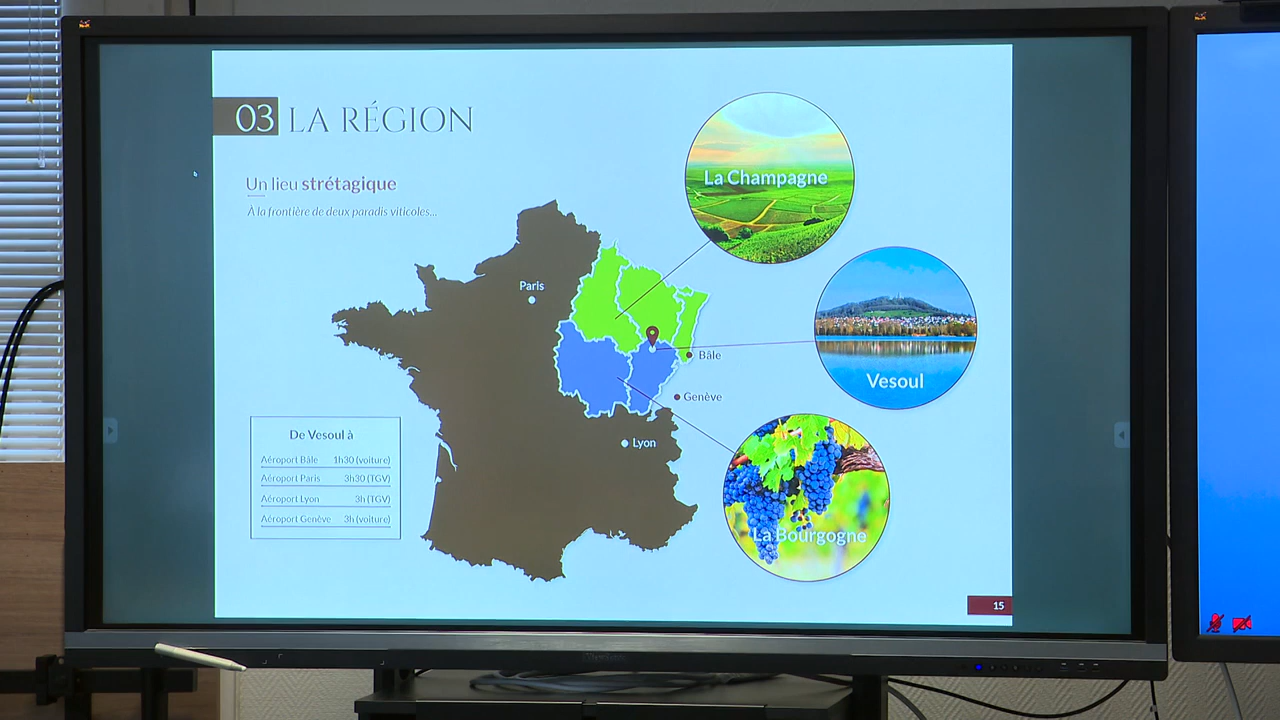 03 LA RÉGION
Un lieu strétagique
À la frontière de deux paradis viticoles...
La Champagne
Paris
Vesoul
Bâle
Genève
Lyon
La Bourgogne
De Vesoul à
Aéroport Bâle 1h30 (voiture)
Aéroport Paris 3h30 (TGV)
Aéroport Lyon 3h (TGV)
Aéroport Genève 3h (voiture)
15